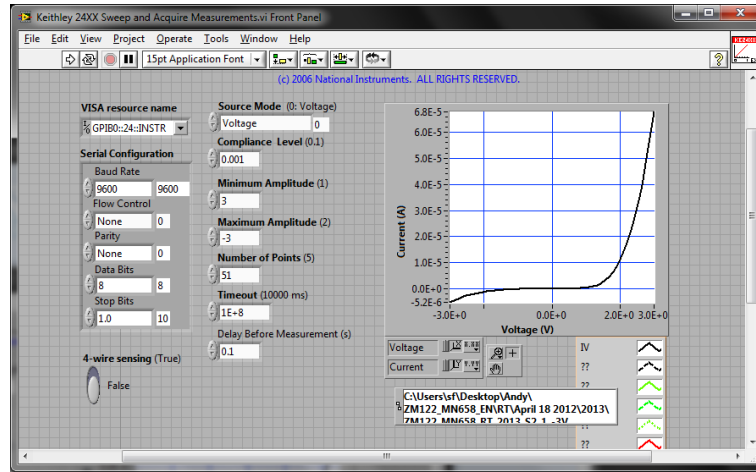 Keithley 24XX Sweep and Acquire Measurements.vi Front Panel
File Edit View Project Operate Tools Window Help
15pt Application Font
(c) 2006 National Instruments. ALL RIGHTS RESERVED.
VISA resource name
GPIB0::24::INSTR
Serial Configuration
Baud Rate
9600 9600
Flow Control
None 0
Parity
None 0
Data Bits
8 8
Stop Bits
1.0 10
4-wire sensing (True)
False
Source Mode (0: Voltage)
Voltage 0
Compliance Level (0.1)
0.001
Minimum Amplitude (1)
3
Maximum Amplitude (2)
-3
Number of Points (5)
51
Timeout (10000 ms)
1E+8
Delay Before Measurement (s)
0.1
Current (A)
6.8E-5
6.0E-5
5.0E-5
4.0E-5
3.0E-5
2.0E-5
1.0E-5
0.0E+0
-5.2E-6
-3.0E+0 0.0E+0 2.0E+0 3.0E+0
Voltage (V)
Voltage
Current
IV
??
??
??
??
C:\Users\sf\Desktop\Andy\
ZM122_MN658_EN\RT\April 18 2012\2013\
ZM122_MN658_RT_2013_S2_1_-3V